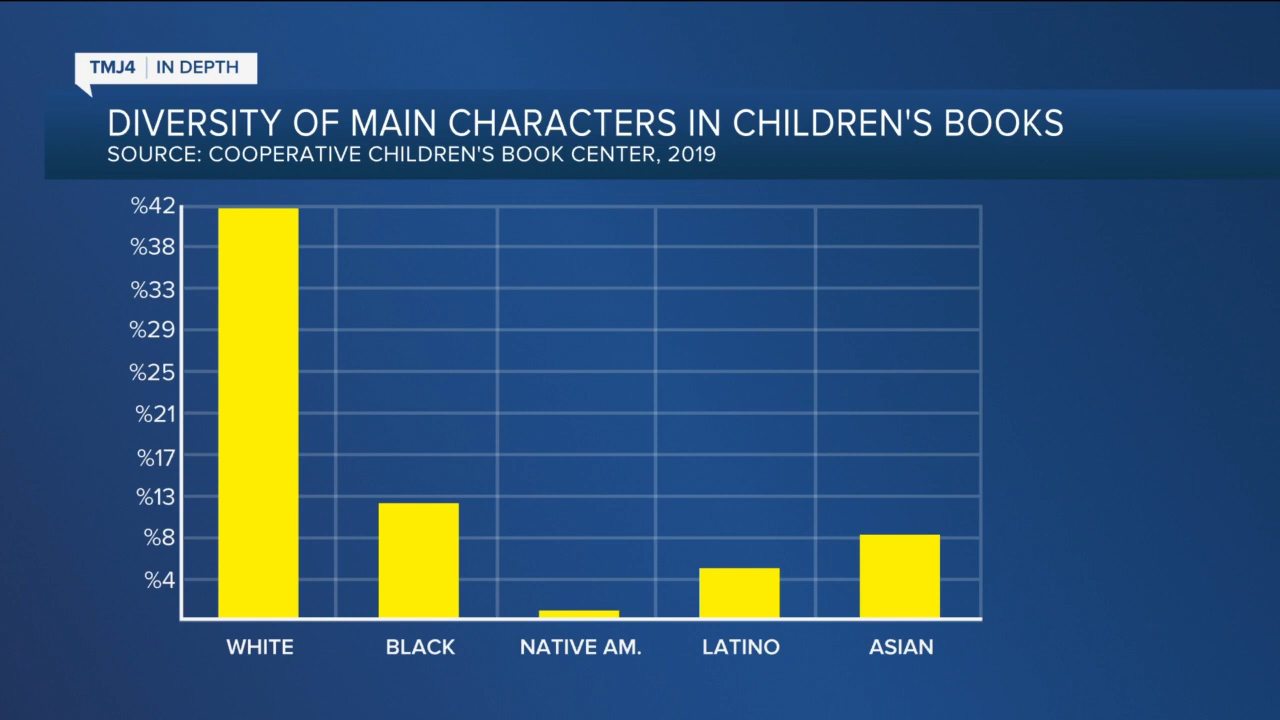 TMJ4 | IN DEPTH
DIVERSITY OF MAIN CHARACTERS IN CHILDREN'S BOOKS
SOURCE: COOPERATIVE CHILDREN'S BOOK CENTER, 2019
%42
%38
%33
%29
%25
%21
%17
%13
%8
%4
WHITE BLACK NATIVE AM. LATINO ASIAN